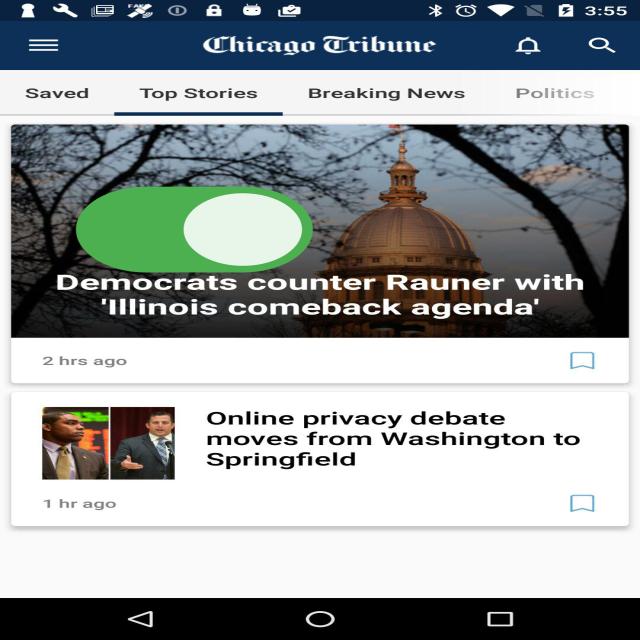 3:55
Chicago Tribune
Saved
Top Stories
Breaking News
Politics
Democrats counter Rauner with
'Illinois comeback agenda'
2 hrs ago
Online privacy debate
moves from Washington to
Springfield
1 hr ago